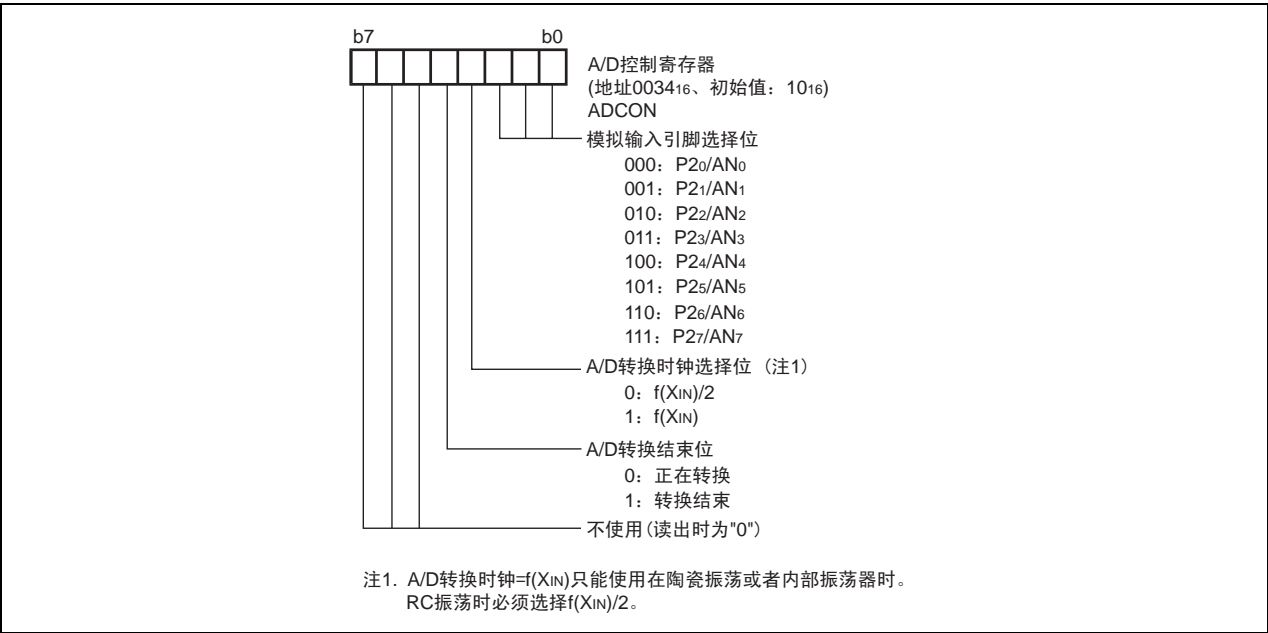 b7 b0
A/D控制寄存器
(地址003416、初始值：1016)
ADCON
模拟输入引脚选择位
000：P20/AN0
001：P21/AN1
010：P22/AN2
011：P23/AN3
100：P24/AN4
101：P25/AN5
110：P26/AN6
111：P27/AN7
A/D转换时钟选择位（注1）
0：f(XIN)/2
1：f(XIN)
A/D转换结束位
0：正在转换
1：转换结束
不使用(读出时为"0")
注1. A/D转换时钟=f(XIN)只能使用在陶瓷振荡或者内部振荡器时。
RC振荡时必须选择f(XIN)/2。